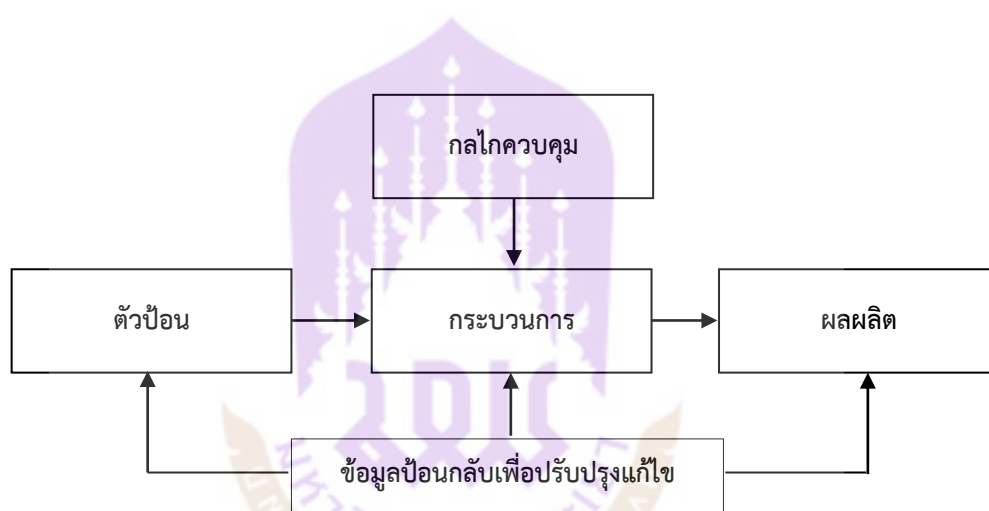 กลไกควบคุม
ตัวป้อน
กระบวนการ
ผลผลิต
ข้อมูลป้อนกลับเพื่อปรับปรุงแก้ไข